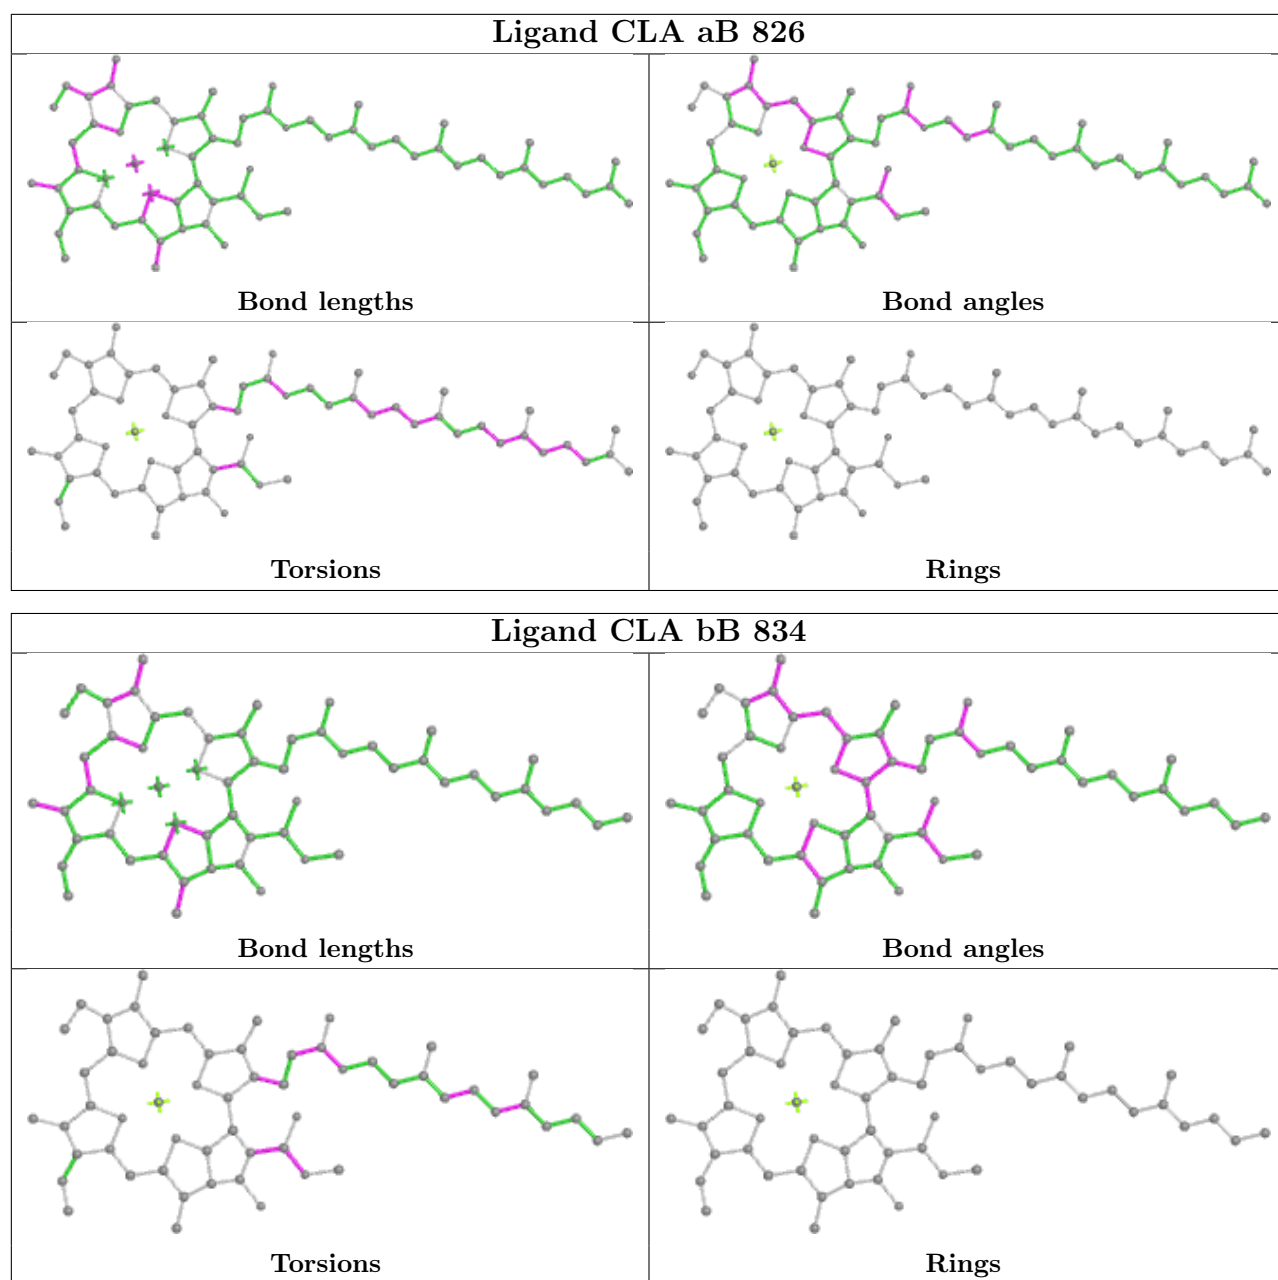 Ligand CLA aB 826
Bond lengths
Bond angles
Torsions
Rings
Ligand CLA bB 834
Bond lengths
Bond angles
Torsions
Rings